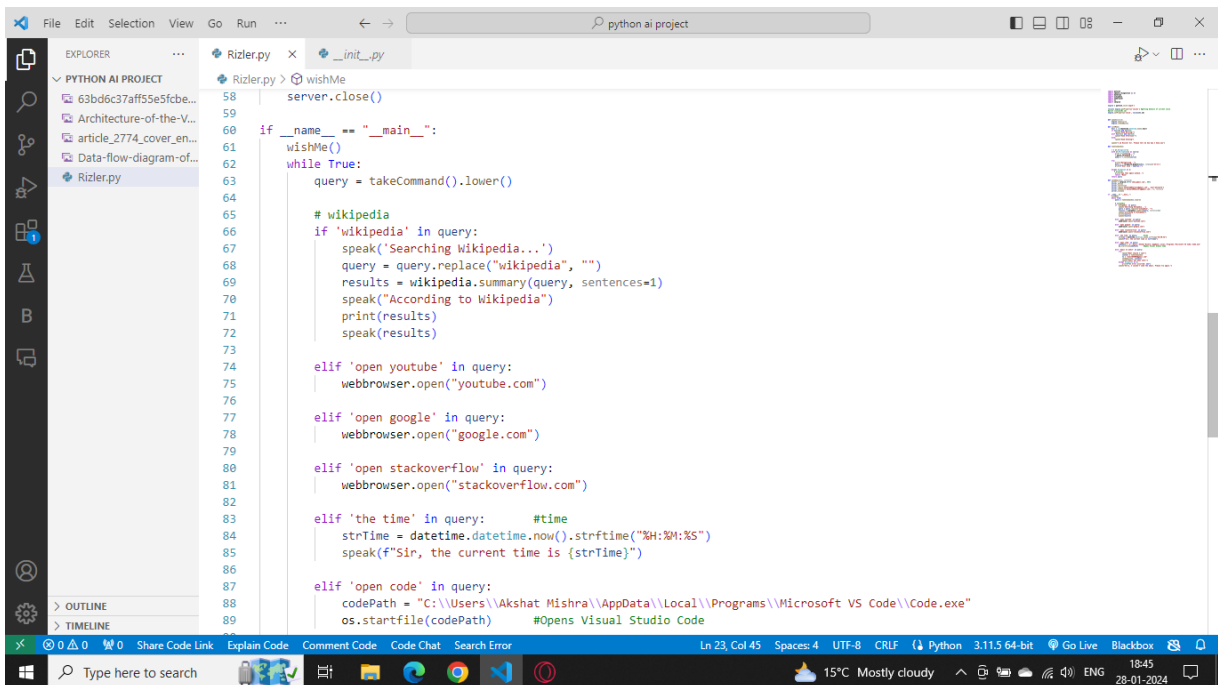 File Edit Selection View Go Run ··· ← → python ai project
EXPLORER ···
PYTHON AI PROJECT
63bd6c37aff55e5fcbe...
Architecture-of-the-V...
article_2774_cover_en...
Data-flow-diagram-of...
Rizler.py
OUTLINE
TIMELINE
Rizler.py × __init__.py
Rizler.py > wishMe
58 server.close()
59
60 if __name__ == "__main__":
61 wishMe()
62 while True:
63 query = takeCommand().lower()
64
65 # wikipedia
66 if 'wikipedia' in query:
67 speak('Searching Wikipedia...')
68 query = query.replace("wikipedia", "")
69 results = wikipedia.summary(query, sentences=1)
70 speak("According to Wikipedia")
71 print(results)
72 speak(results)
73
74 elif 'open youtube' in query:
75 webbrowser.open("youtube.com")
76
77 elif 'open google' in query:
78 webbrowser.open("google.com")
79
80 elif 'open stackoverflow' in query:
81 webbrowser.open("stackoverflow.com")
82
83 elif 'the time' in query: #time
84 strTime = datetime.datetime.now().strftime("%H:%M:%S")
85 speak(f"Sir, the current time is {strTime}")
86
87 elif 'open code' in query:
88 codePath = "C:\\Users\\Akshat Mishra\\AppData\\Local\\Programs\\Microsoft VS Code\\Code.exe"
89 os.startfile(codePath) #Opens Visual Studio Code
0 0 0 Share Code Link Explain Code Comment Code Code Chat Search Error Ln 23, Col 45 Spaces: 4 UTF-8 CRLF Python 3.11.5 64-bit Go Live Blackbox
Type here to search 15°C Mostly cloudy ENG 18:45
28-01-2024